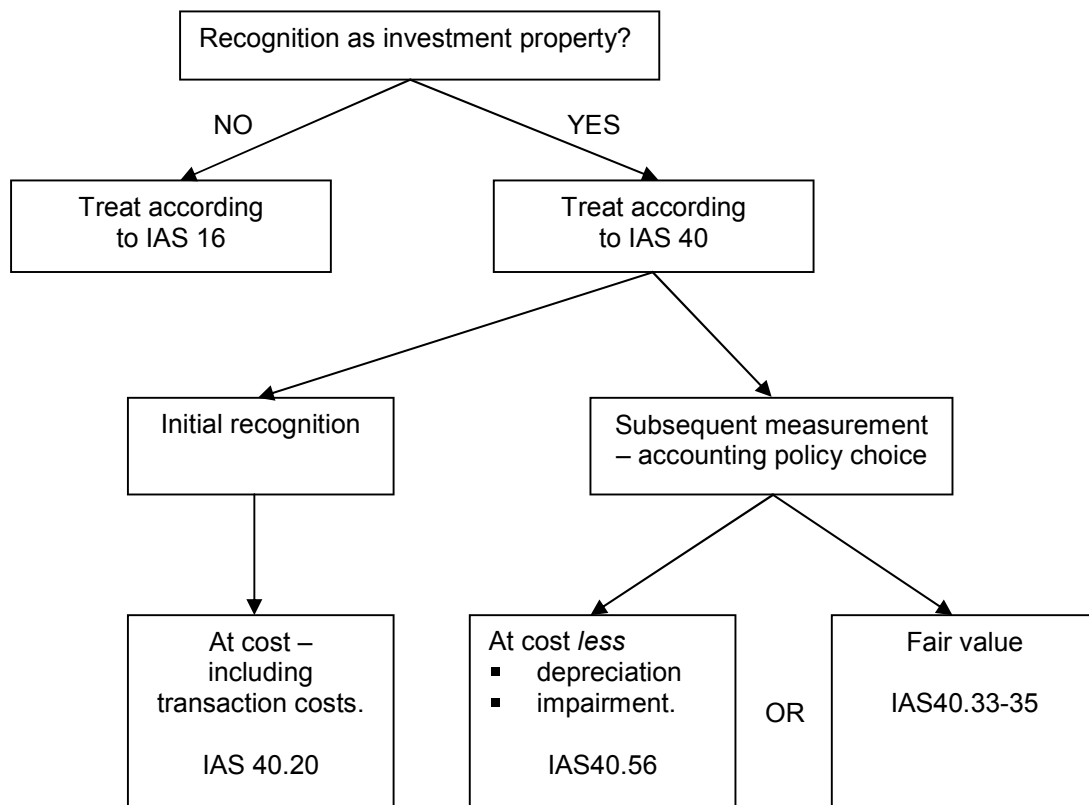 Recognition as investment property?
NO
YES
Treat according
to IAS 16
Treat according
to IAS 40
Initial recognition
Subsequent measurement
– accounting policy choice
At cost –
including
transaction costs.
IAS 40.20
At cost less
▪ depreciation
▪ impairment.
IAS40.56
OR
Fair value
IAS40.33-35